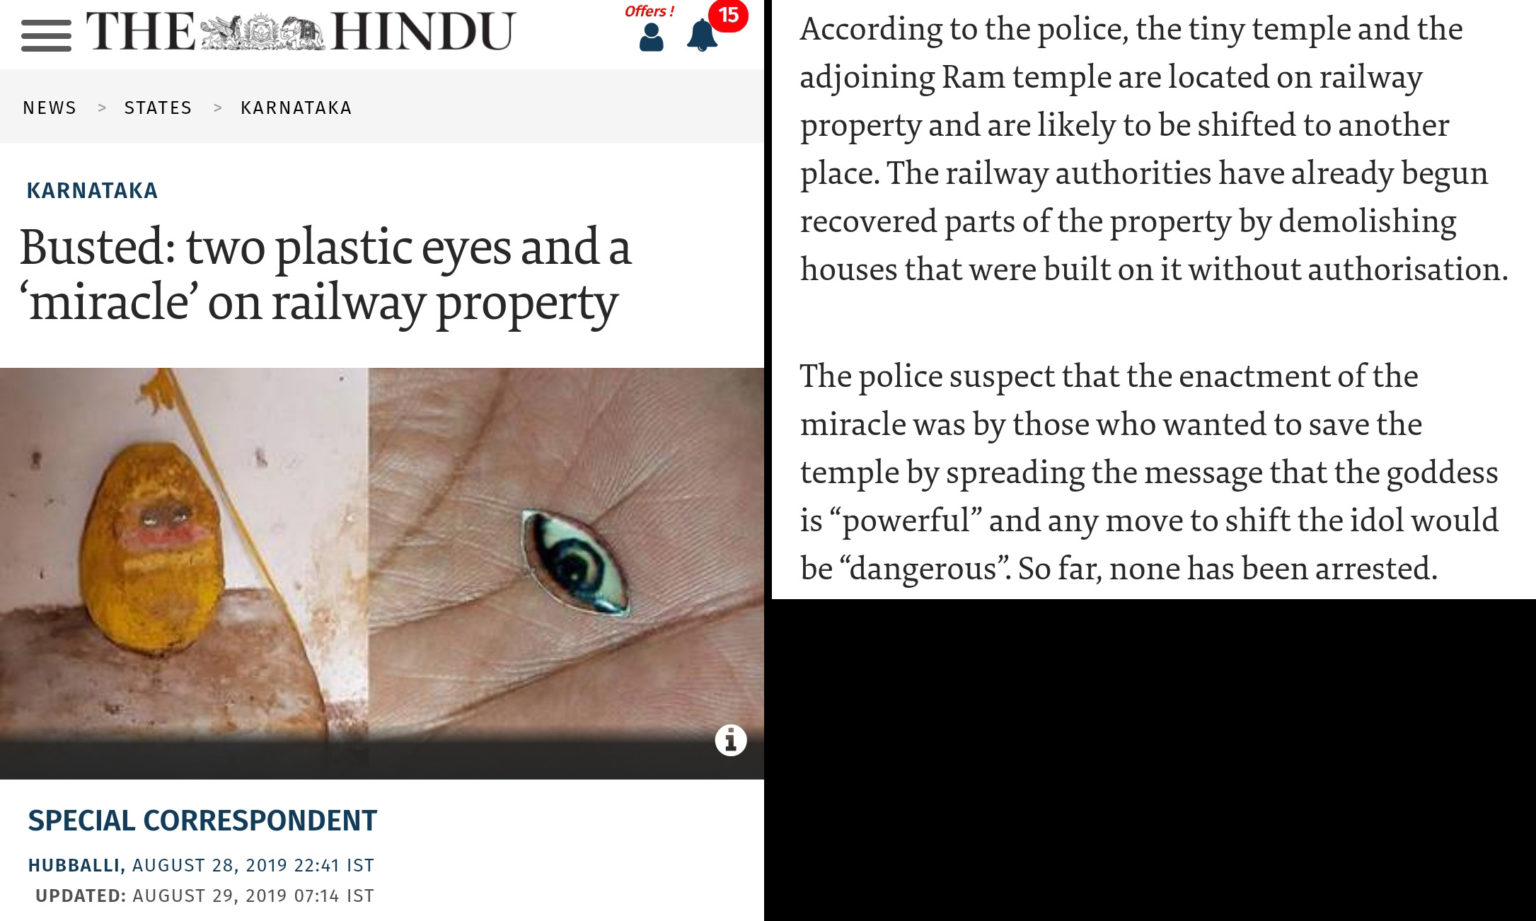 THE HINDU
Offers !
15
NEWS > STATES > KARNATAKA
KARNATAKA
Busted: two plastic eyes and a
‘miracle’ on railway property
i
SPECIAL CORRESPONDENT
HUBBALLI, AUGUST 28, 2019 22:41 IST
UPDATED: AUGUST 29, 2019 07:14 IST
According to the police, the tiny temple and the
adjoining Ram temple are located on railway
property and are likely to be shifted to another
place. The railway authorities have already begun
recovered parts of the property by demolishing
houses that were built on it without authorisation.
The police suspect that the enactment of the
miracle was by those who wanted to save the
temple by spreading the message that the goddess
is “powerful” and any move to shift the idol would
be “dangerous”. So far, none has been arrested.